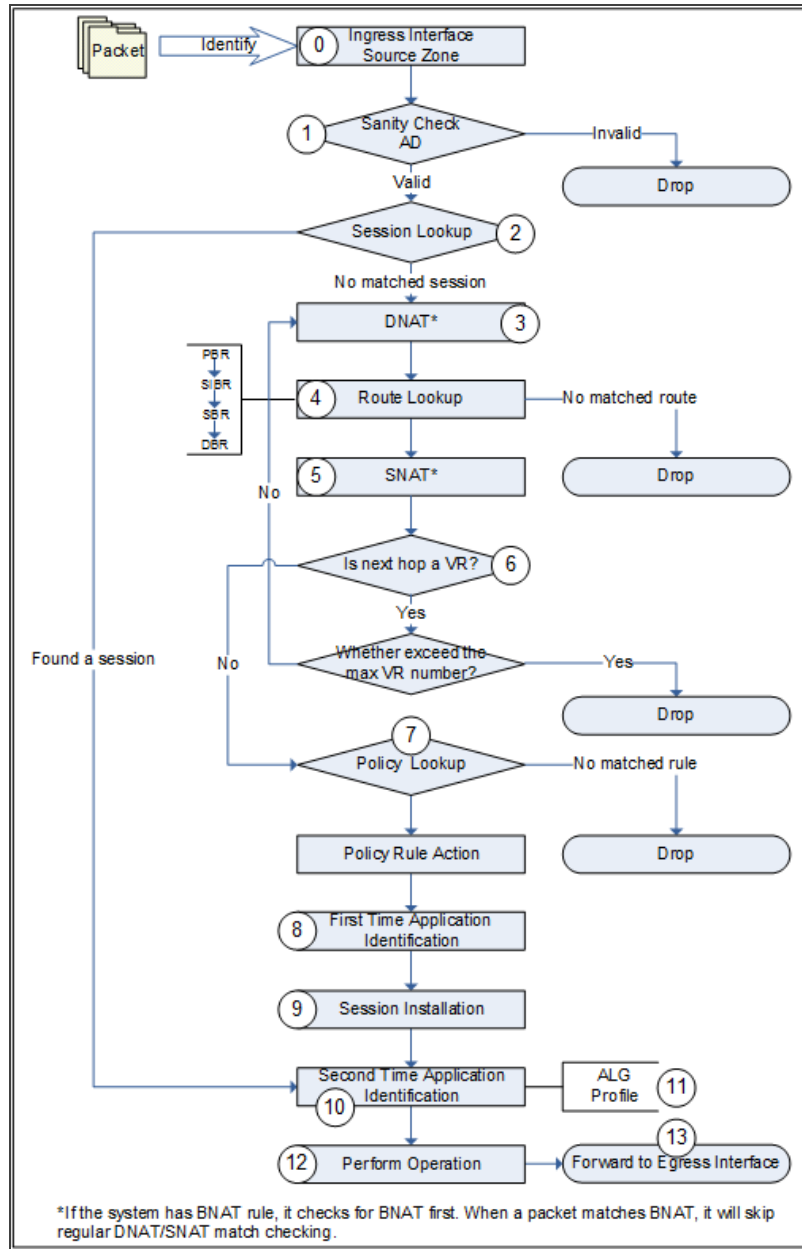 Packet
Identify
0
Ingress Interface
Source Zone
1
Sanity Check
AD
Invalid
Drop
Valid
Session Lookup
2
No matched session
DNAT*
3
PBR
SIBR
SBR
DBR
4
Route Lookup
No matched route
Drop
5
SNAT*
No
Is next hop a VR?
6
Yes
Found a session
No
Whether exceed the
max VR number?
Yes
Drop
7
Policy Lookup
No matched rule
Policy Rule Action
Drop
8
First Time Application
Identification
9
Session Installation
Second Time Application
Identification
10
ALG
Profile
11
12
Perform Operation
13
Forward to Egress Interface
*If the system has BNAT rule, it checks for BNAT first. When a packet matches BNAT, it will skip
regular DNAT/SNAT match checking.